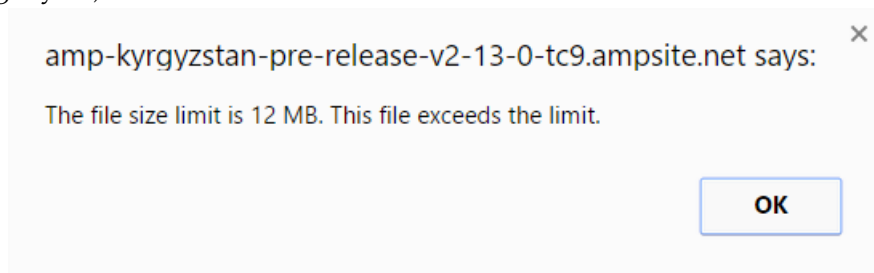 amp-kyrgyzstan-pre-release-v2-13-0-tc9.ampsite.net says:
The file size limit is 12 MB. This file exceeds the limit.
OK